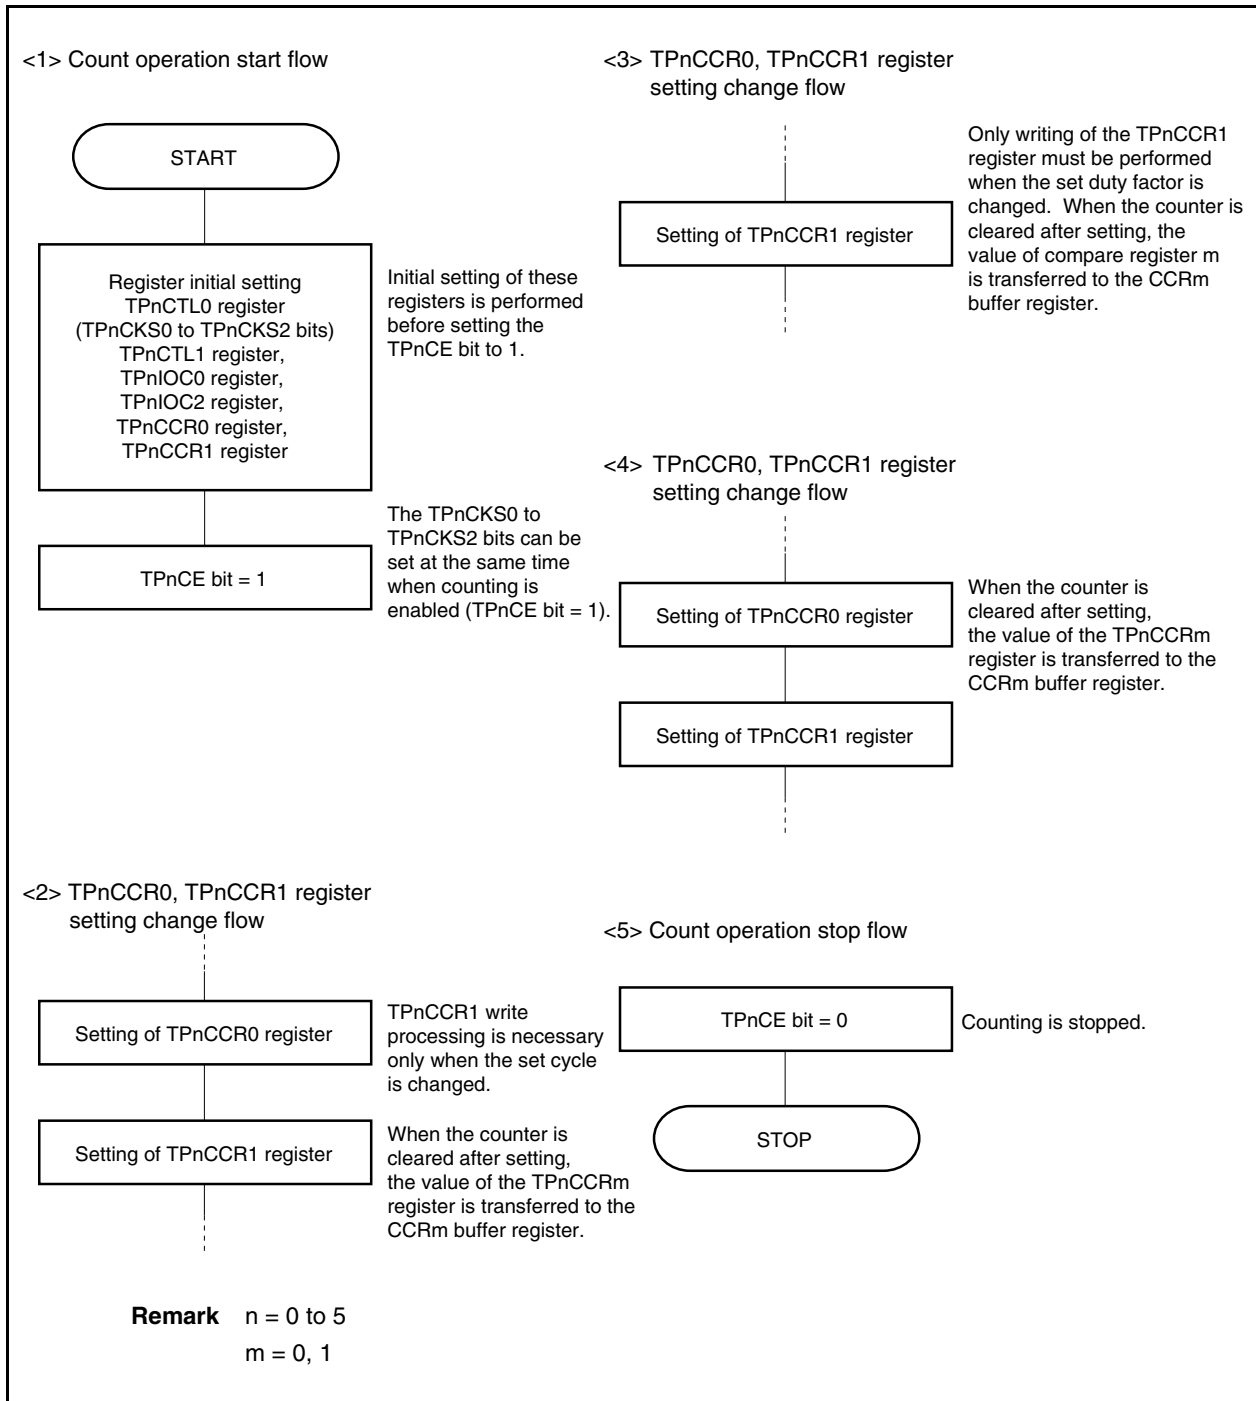 <1> Count operation start flow
START
Register initial setting
TPnCTL0 register
(TPnCKS0 to TPnCKS2 bits)
TPnCTL1 register,
TPnIOC0 register,
TPnIOC2 register,
TPnCCR0 register,
TPnCCR1 register
Initial setting of these
registers is performed
before setting the
TPnCE bit to 1.
TPnCE bit = 1
The TPnCKS0 to
TPnCKS2 bits can be
set at the same time
when counting is
enabled (TPnCE bit = 1).
<2> TPnCCR0, TPnCCR1 register
setting change flow
Setting of TPnCCR0 register
TPnCCR1 write
processing is necessary
only when the set cycle
is changed.
Setting of TPnCCR1 register
When the counter is
cleared after setting,
the value of the TPnCCRm
register is transferred to the
CCRm buffer register.
<3> TPnCCR0, TPnCCR1 register
setting change flow
Setting of TPnCCR1 register
Only writing of the TPnCCR1
register must be performed
when the set duty factor is
changed. When the counter is
cleared after setting, the
value of compare register m
is transferred to the CCRm
buffer register.
<4> TPnCCR0, TPnCCR1 register
setting change flow
Setting of TPnCCR0 register
When the counter is
cleared after setting,
the value of the TPnCCRm
register is transferred to the
CCRm buffer register.
Setting of TPnCCR1 register
<5> Count operation stop flow
TPnCE bit = 0
Counting is stopped.
STOP
Remark n = 0 to 5
m = 0, 1